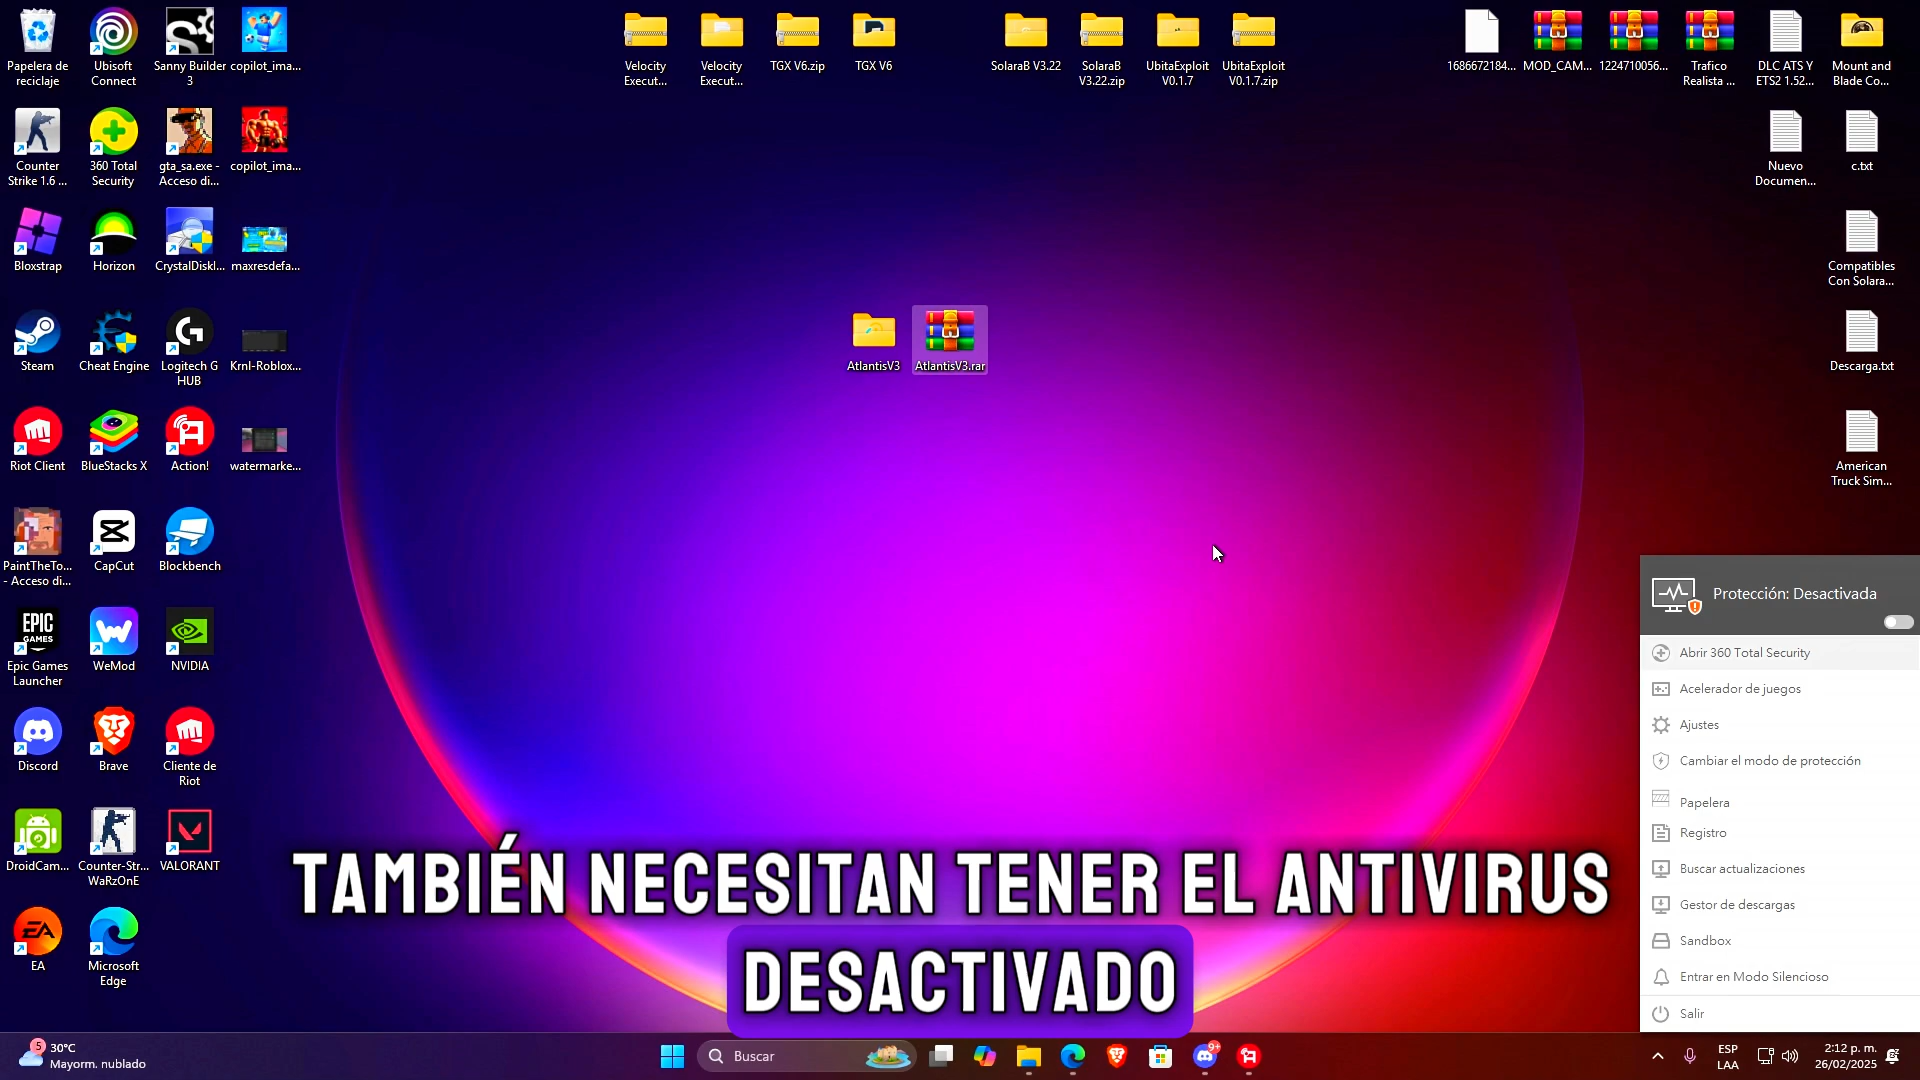 Papelera de
reciclaje
Ubisoft
Connect
Sanny Builder
3
copilot_ima...
Velocity
Execut...
Velocity
Execut...
TGX V6.zip
TGX V6
SolaraB V3.22
SolaraB
V3.22.zip
UbitaExploit
V0.1.7
UbitaExploit
V0.1.7.zip
1686672184...
MOD_CAM...
1224710056...
Trafico
Realista ...
DLC ATS Y
ETS2 1.52...
Mount and
Blade Co...
Counter
Strike 1.6 ...
360 Total
Security
gta_sa.exe -
Acceso di...
copilot_ima...
Nuevo
Documen...
c.txt
Bloxstrap
Horizon
CrystalDiskI...
maxresdefa...
Compatibles
Con Solara...
Steam
Cheat Engine
Logitech G
HUB
Krnl-Roblox...
AtlantisV3
AtlantisV3.rar
Descarga.txt
Riot Client
BlueStacks X
Action!
watermarke...
American
Truck Sim...
PaintTheTo...
- Acceso di...
CapCut
Blockbench
EPIC
GAMES
Epic Games
Launcher
WeMod
NVIDIA
Discord
Brave
Cliente de
Riot
DroidCam...
Counter-Str...
WaRzOnE
VALORANT
EA
EA
Microsoft
Edge
Protección: Desactivada
Abrir 360 Total Security
Acelerador de juegos
Ajustes
Cambiar el modo de protección
Papelera
Registro
Buscar actualizaciones
Gestor de descargas
Sandbox
Entrar en Modo Silencioso
Salir
TAMBIÉN NECESITAN TENER EL ANTIVIRUS
DESACTIVADO
5
30°C
Mayorm. nublado
Buscar
9+
ESP
LAA
2:12 p. m.
26/02/2025